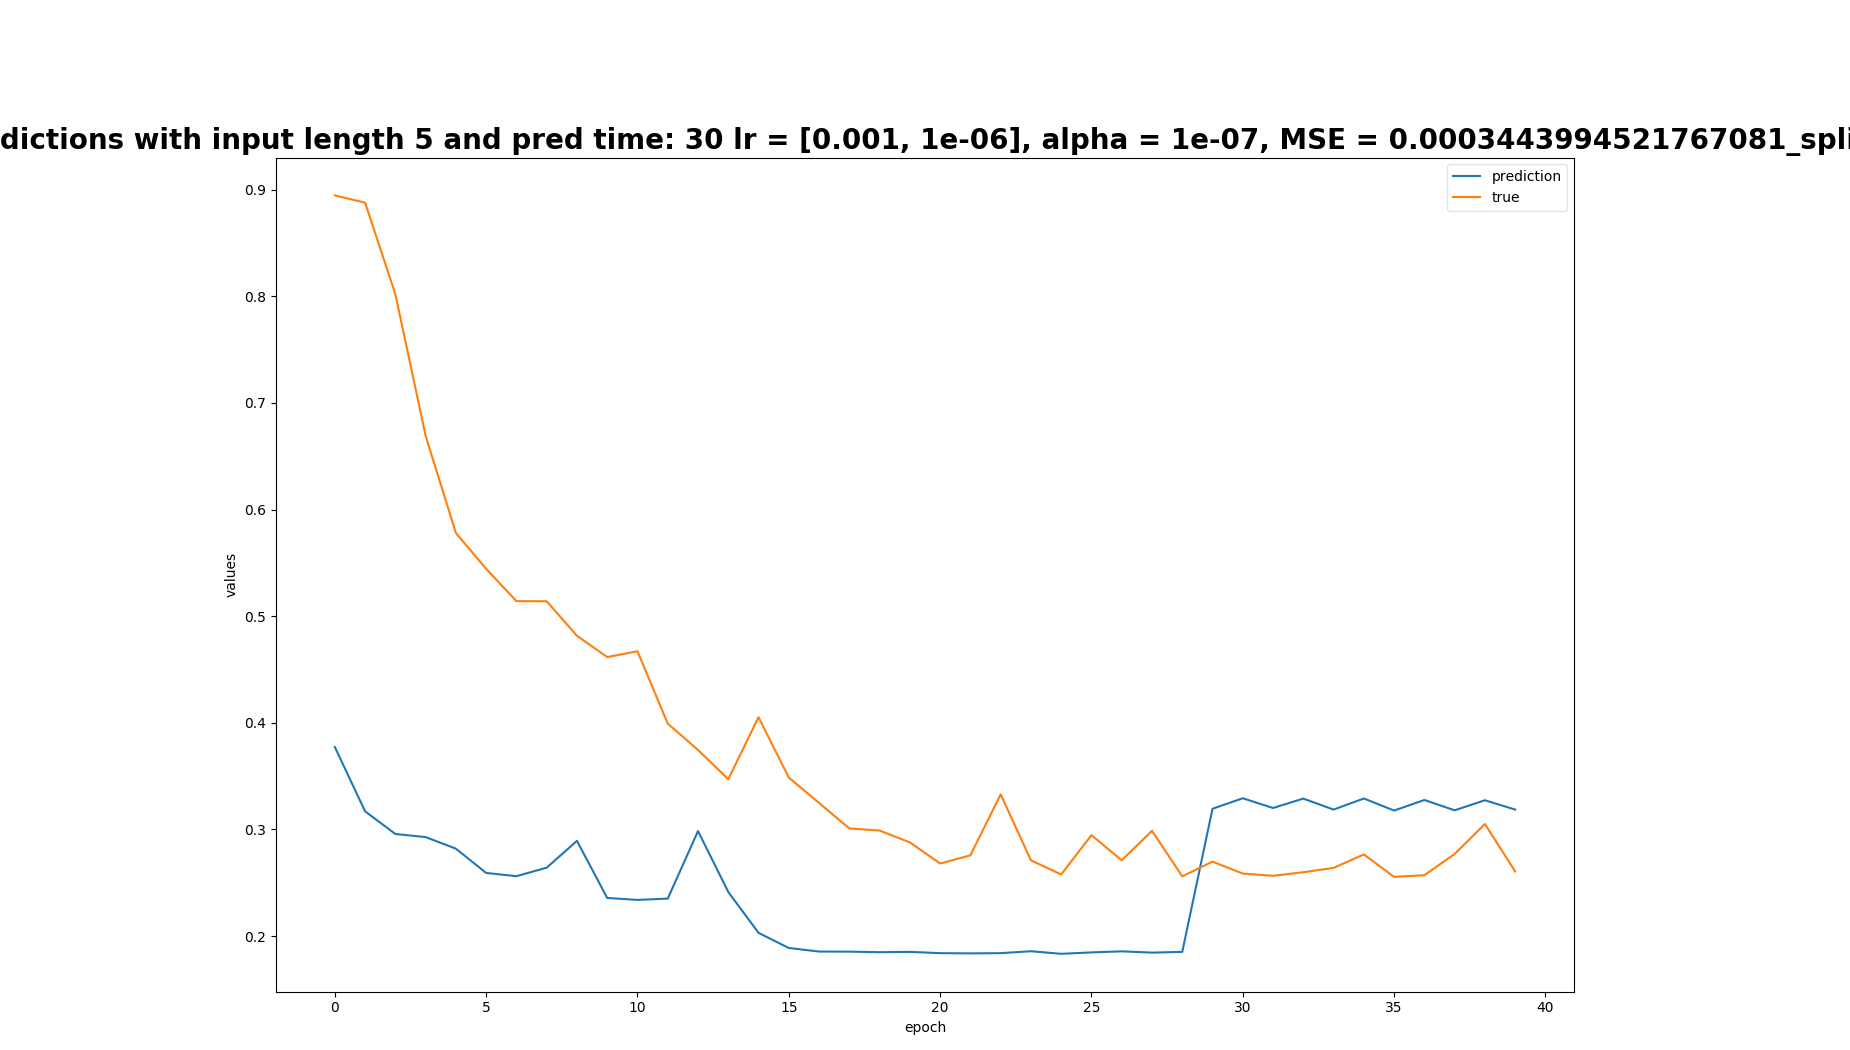 dictions with input length 5 and pred time: 30 lr = [0.001, 1e-06], alpha = 1e-07, MSE = 0.0003443994521767081_spli
prediction
true
0.9
0.8
0.7
0.6
0.5
0.4
0.3
0.2
values
0 5 10 15 20 25 30 35 40
epoch